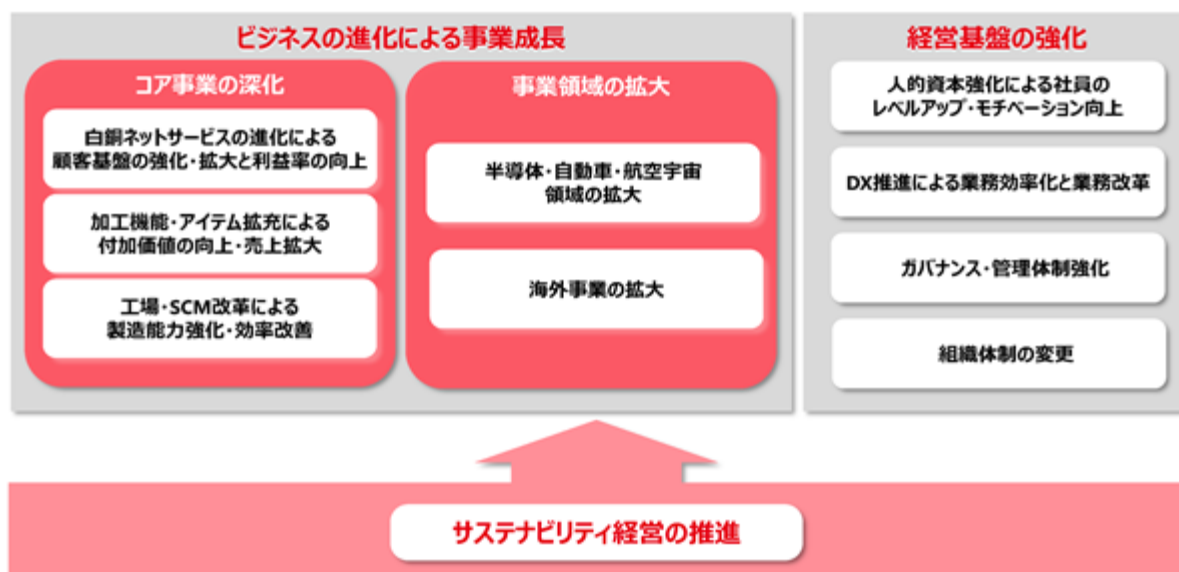 ビジネスの進化による事業成長
コア事業の深化
白銅ネットサービスの進化による
顧客基盤の強化・拡大と利益率の向上
加工機能・アイテム拡充による
付加価値の向上・売上拡大
工場・SCM改革による
製造能力強化・効率改善
事業領域の拡大
半導体・自動車・航空宇宙
領域の拡大
海外事業の拡大
経営基盤の強化
人的資本強化による社員の
レベルアップ・モチベーション向上
DX推進による業務効率化と業務改革
ガバナンス・管理体制強化
組織体制の変更
サステナビリティ経営の推進